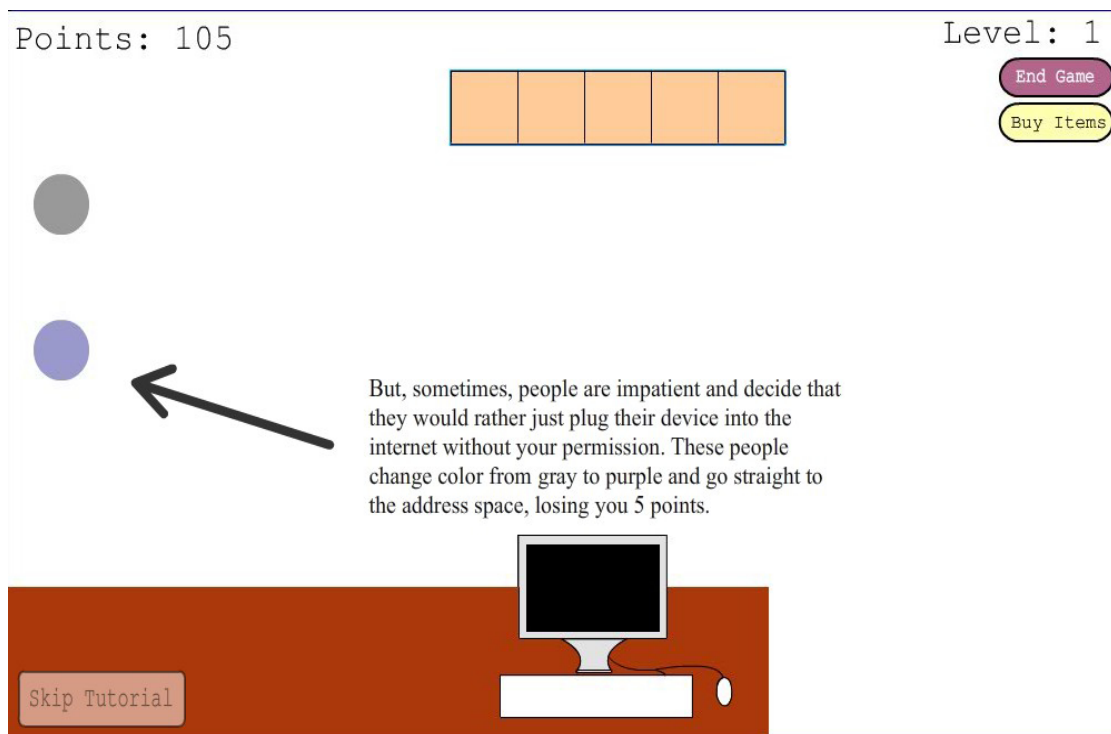 Points: 105
Level: 1
End Game
Buy Items
But, sometimes, people are impatient and decide that
they would rather just plug their device into the
internet without your permission. These people
change color from gray to purple and go straight to
the address space, losing you 5 points.
Skip Tutorial